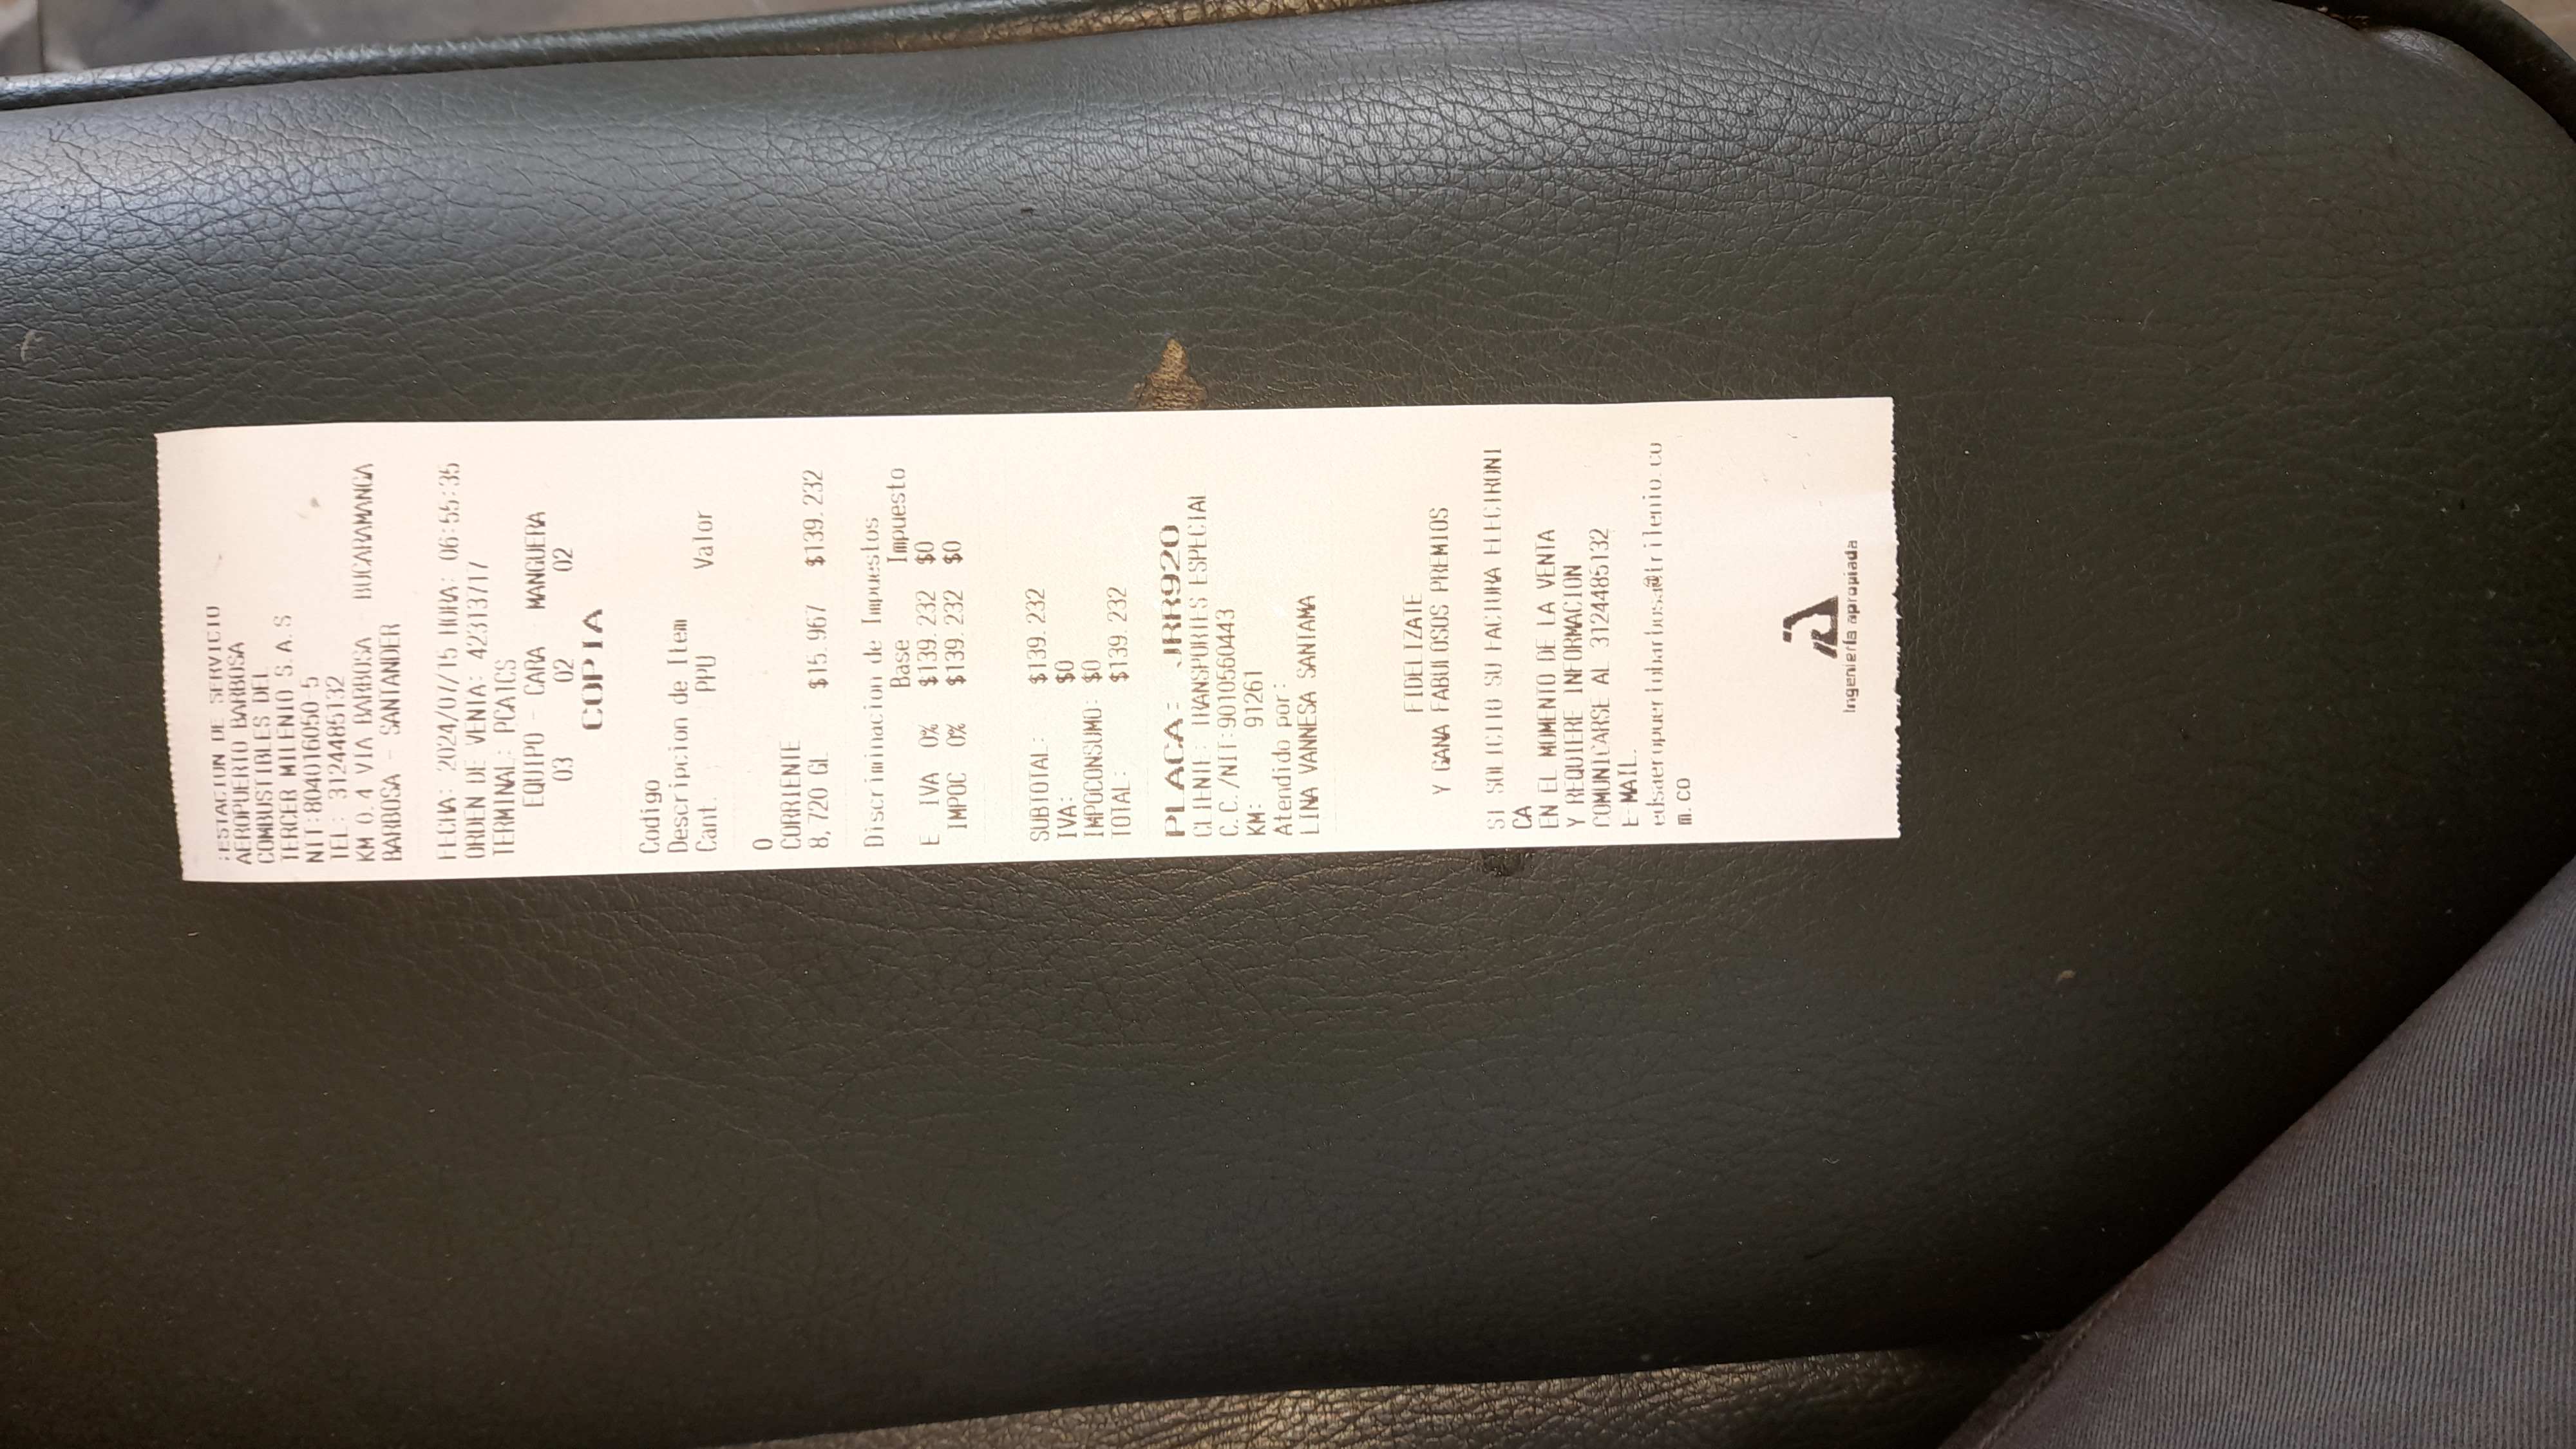 ESTACION DE SERVICIO
AEROPUERTO BARBOSA
COMBUSTIBLES DEL
TERCER MILENIO S.A.S
NIT:804016050-5
TEL: 3124485132
KM 0.4 VIA BARBOSA - BUCARAMANGA
BARBOSA - SANTANDER
FECHA: 2024/07/15 HORA: 06:55:35
ORDEN DE VENTA: 42313717
TERMINAL: PCAICS
EQUIPO - CARA - MANGUERA
03 02 02
COPIA
Codigo
Descripcion de Item
Cant. PPU Valor
0
CORRIENTE
8,720 GL $15.967 $139.232
Discriminacion de Impuestos
Base Impuesto
E IVA 0% $139.232 $0
IMPOC 0% $139.232 $0
SUBTOTAL: $139.232
IVA: $0
IMPOCONSUMO: $0
TOTAL: $139.232
PLACA: JRR920
CLIENTE: TRANSPORTES ESPECIAL
C.C./NIT:9010560443
KM: 91261
Atendido por:
LINA VANNESA SANTAMA
FIDELIZATE
Y GANA FABULOSOS PREMIOS
SI SOLICITO SU FACTURA ELECTRONI
CA
EN EL MOMENTO DE LA VENTA
Y REQUIERE INFORMACION
COMUNICARSE AL 3124485132
E-MAIL.
edsaeropuertobarbosa@trilenio.co
m.co
Ingeniería apropiada